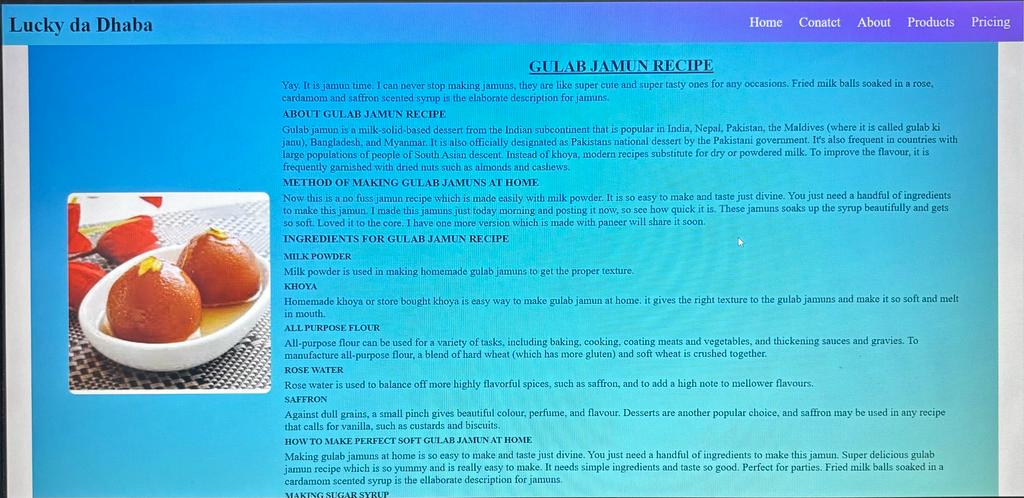 Lucky da Dhaba
Home Conatct About Products Pricing
GULAB JAMUN RECIPE
Yay. It is jamun time. I can never stop making jamuns, they are like super cute and super tasty ones for any occasions. Fried milk balls soaked in a rose,
cardamom and saffron scented syrup is the elaborate description for jamuns.
ABOUT GULAB JAMUN RECIPE
Gulab jamun is a milk-solid-based dessert from the Indian subcontinent that is popular in India, Nepal, Pakistan, the Maldives (where it is called gulab ki
janu), Bangladesh, and Myanmar. It is also officially designated as Pakistans national dessert by the Pakistani government. It's also frequent in countries with
large populations of people of South Asian descent. Instead of khoya, modern recipes substitute for dry or powdered milk. To improve the flavour, it is
frequently garnished with dried nuts such as almonds and cashews.
METHOD OF MAKING GULAB JAMUNS AT HOME
Now this is a no fuss jamun recipe which is made easily with milk powder. It is so easy to make and taste just divine. You just need a handful of ingredients
to make this jamun. I made this jamuns just today morning and posting it now, so see how quick it is. These jamuns soaks up the syrup beautifully and gets
so soft. Loved it to the core. I have one more version which is made with paneer will share it soon.
INGREDIENTS FOR GULAB JAMUN RECIPE
MILK POWDER
Milk powder is used in making homemade gulab jamuns to get the proper texture.
KHOYA
Homemade khoya or store bought khoya is easy way to make gulab jamun at home. it gives the right texture to the gulab jamuns and make it so soft and melt
in mouth.
ALL PURPOSE FLOUR
All-purpose flour can be used for a variety of tasks, including baking, cooking, coating meats and vegetables, and thickening sauces and gravies. To
manufacture all-purpose flour, a blend of hard wheat (which has more gluten) and soft wheat is crushed together.
ROSE WATER
Rose water is used to balance off more highly flavorful spices, such as saffron, and to add a high note to mellower flavours.
SAFFRON
Against dull grains, a small pinch gives beautiful colour, perfume, and flavour. Desserts are another popular choice, and saffron may be used in any recipe
that calls for vanilla, such as custards and biscuits.
HOW TO MAKE PERFECT SOFT GULAB JAMUN AT HOME
Making gulab jamuns at home is so easy to make and taste just divine. You just need a handful of ingredients to make this jamun. Super delicious gulab
jamun recipe which is so yummy and is really easy to make. It needs simple ingredients and taste so good. Perfect for parties. Fried milk balls soaked in a
cardamom scented syrup is the ellaborate description for jamuns.
MAKING SUGAR SYRUP